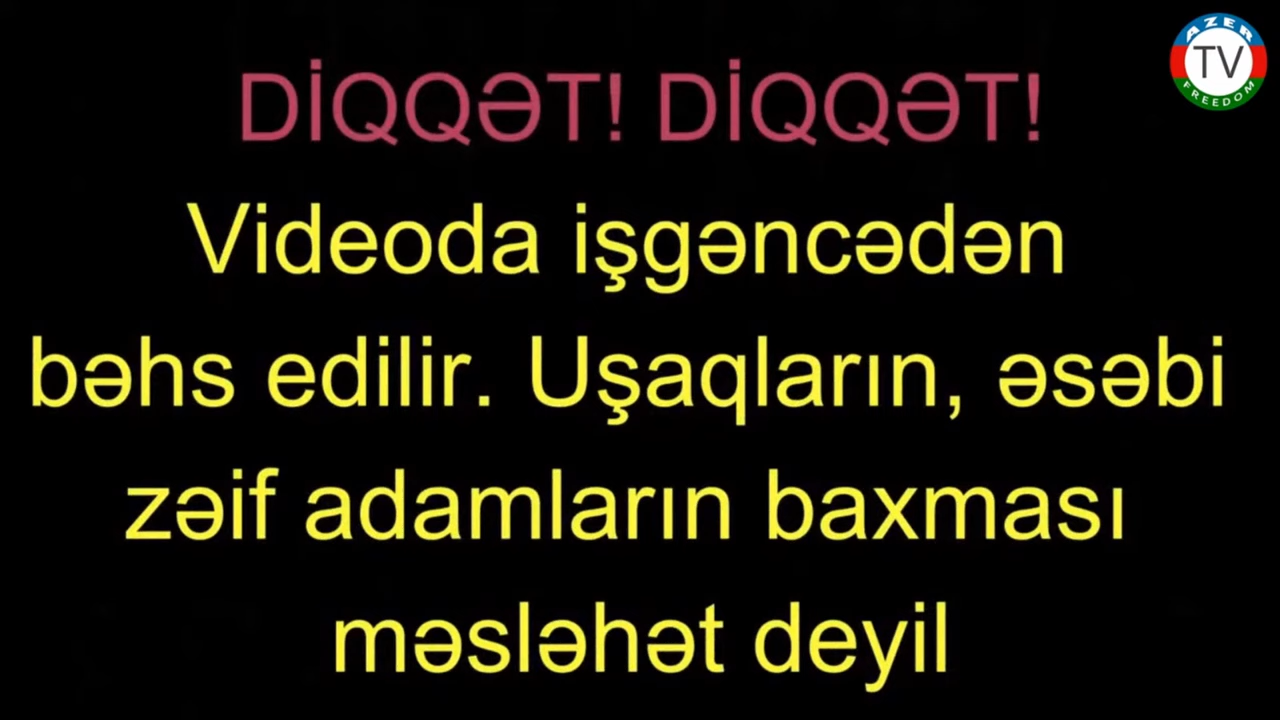 AZER
TV
FREEDOM
DİQQƏT! DİQQƏT!
Videoda işgəncədən
bəhs edilir. Uşaqların, əsəbi
zəif adamların baxması
məsləhət deyil